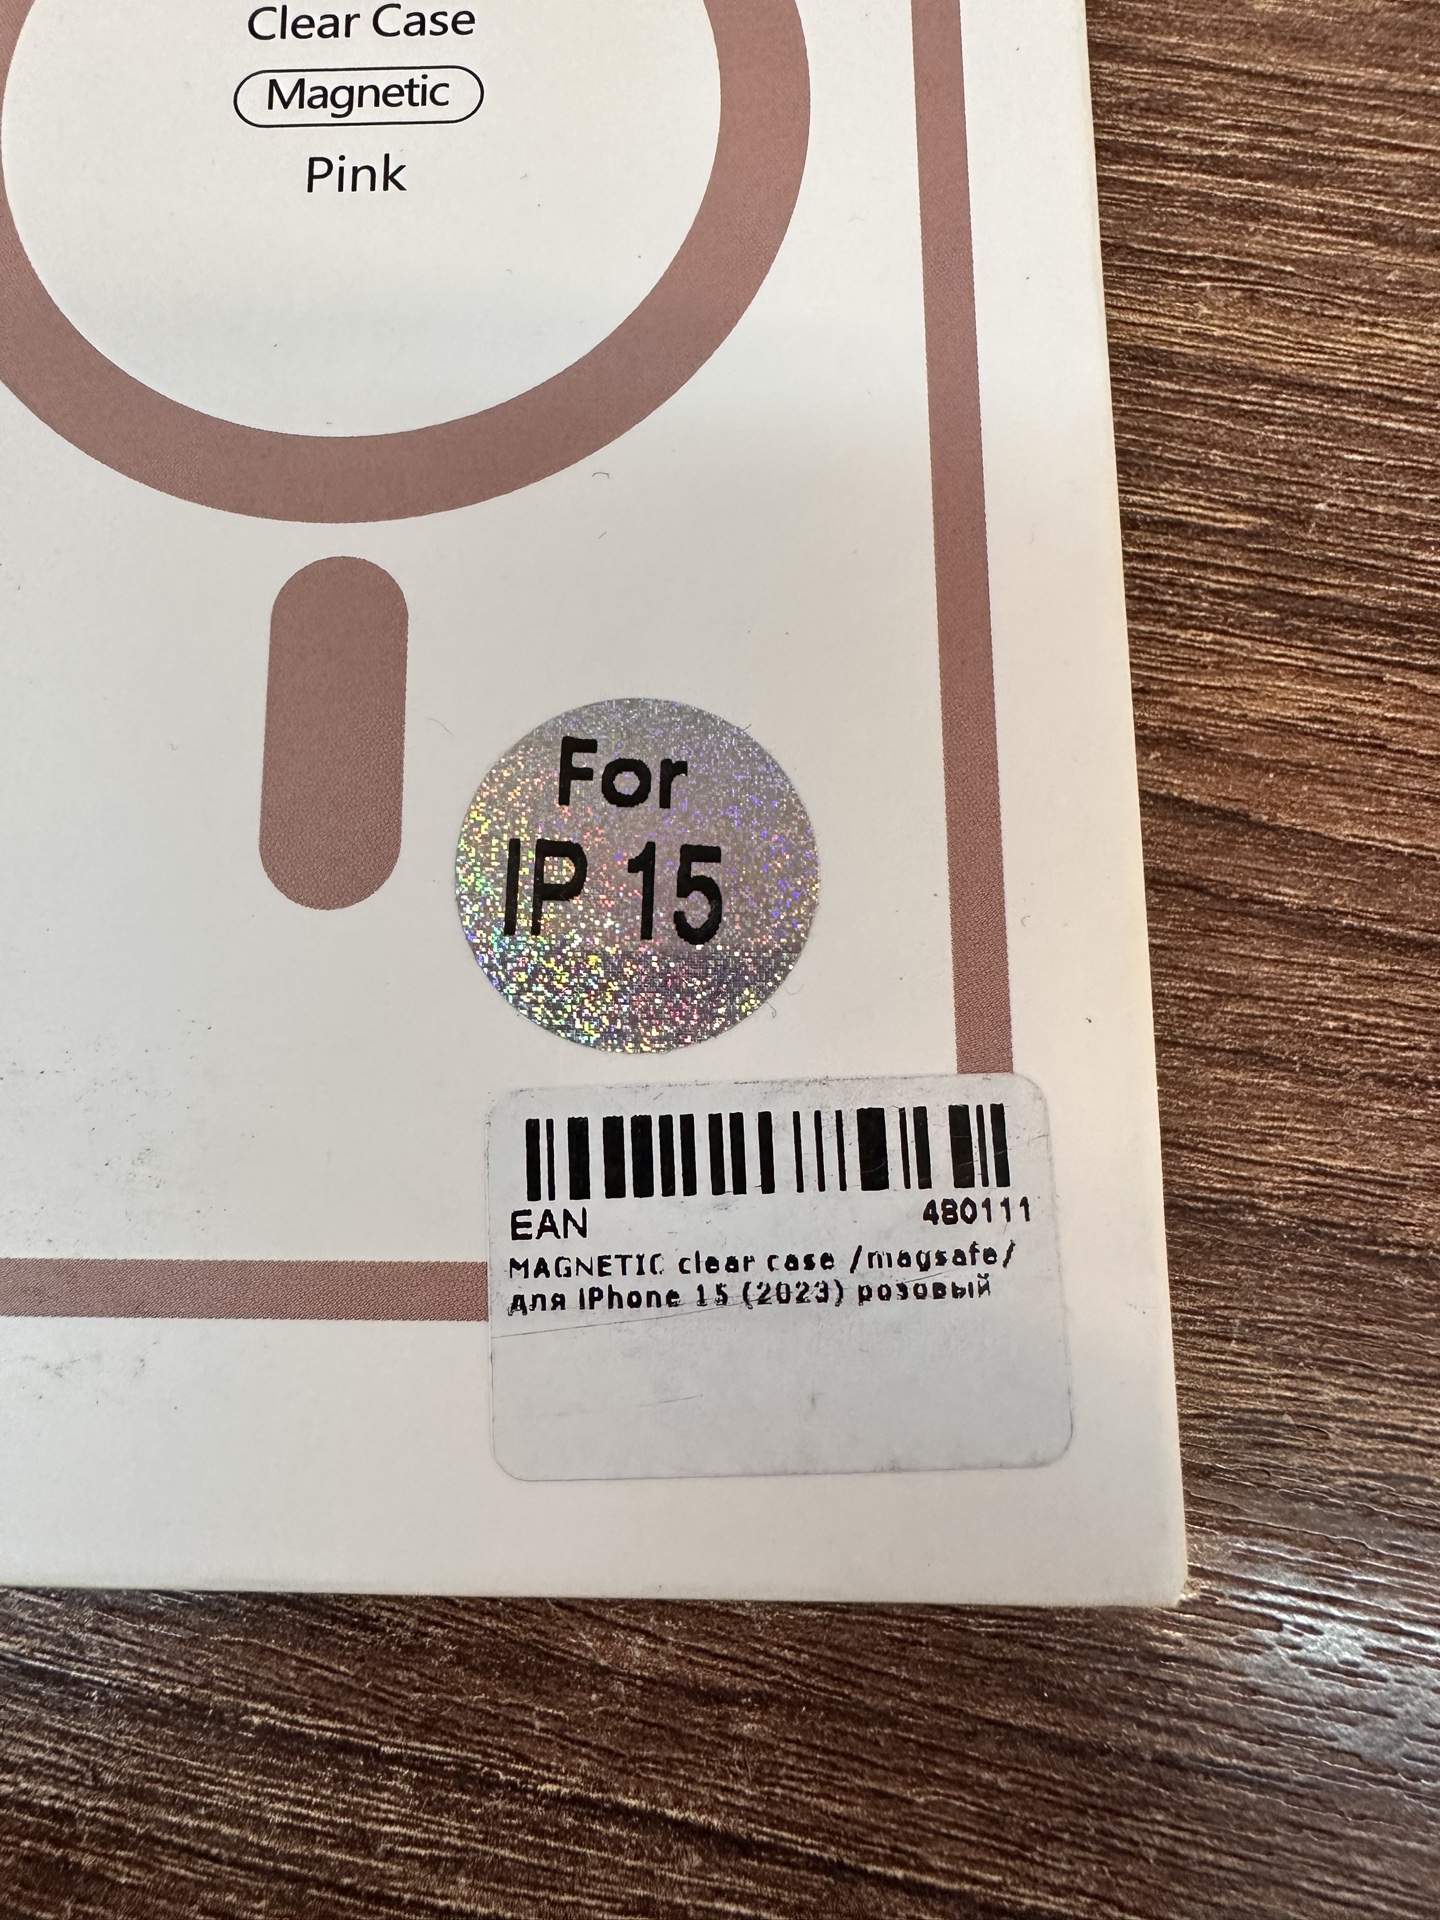 Clear Case
Magnetic
Pink
For
IP 15
EAN 480111
MAGNETIC clear case /magsafe/
для iPhone 15 (2023) розовый